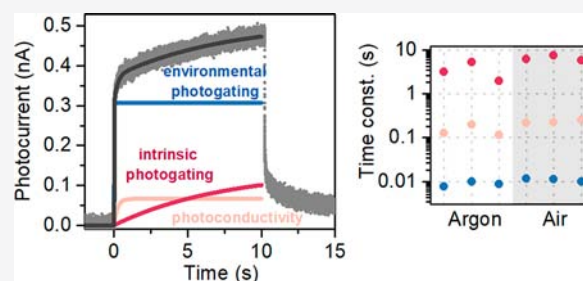 Photocurrent (nA)
0.5
0.4
0.3
0.2
0.1
0.0
environmental
photogating
intrinsic
photogating
photoconductivity
0
5
10
15
Time (s)
Time const. (s)
10
1
0.1
0.01
Argon
Air